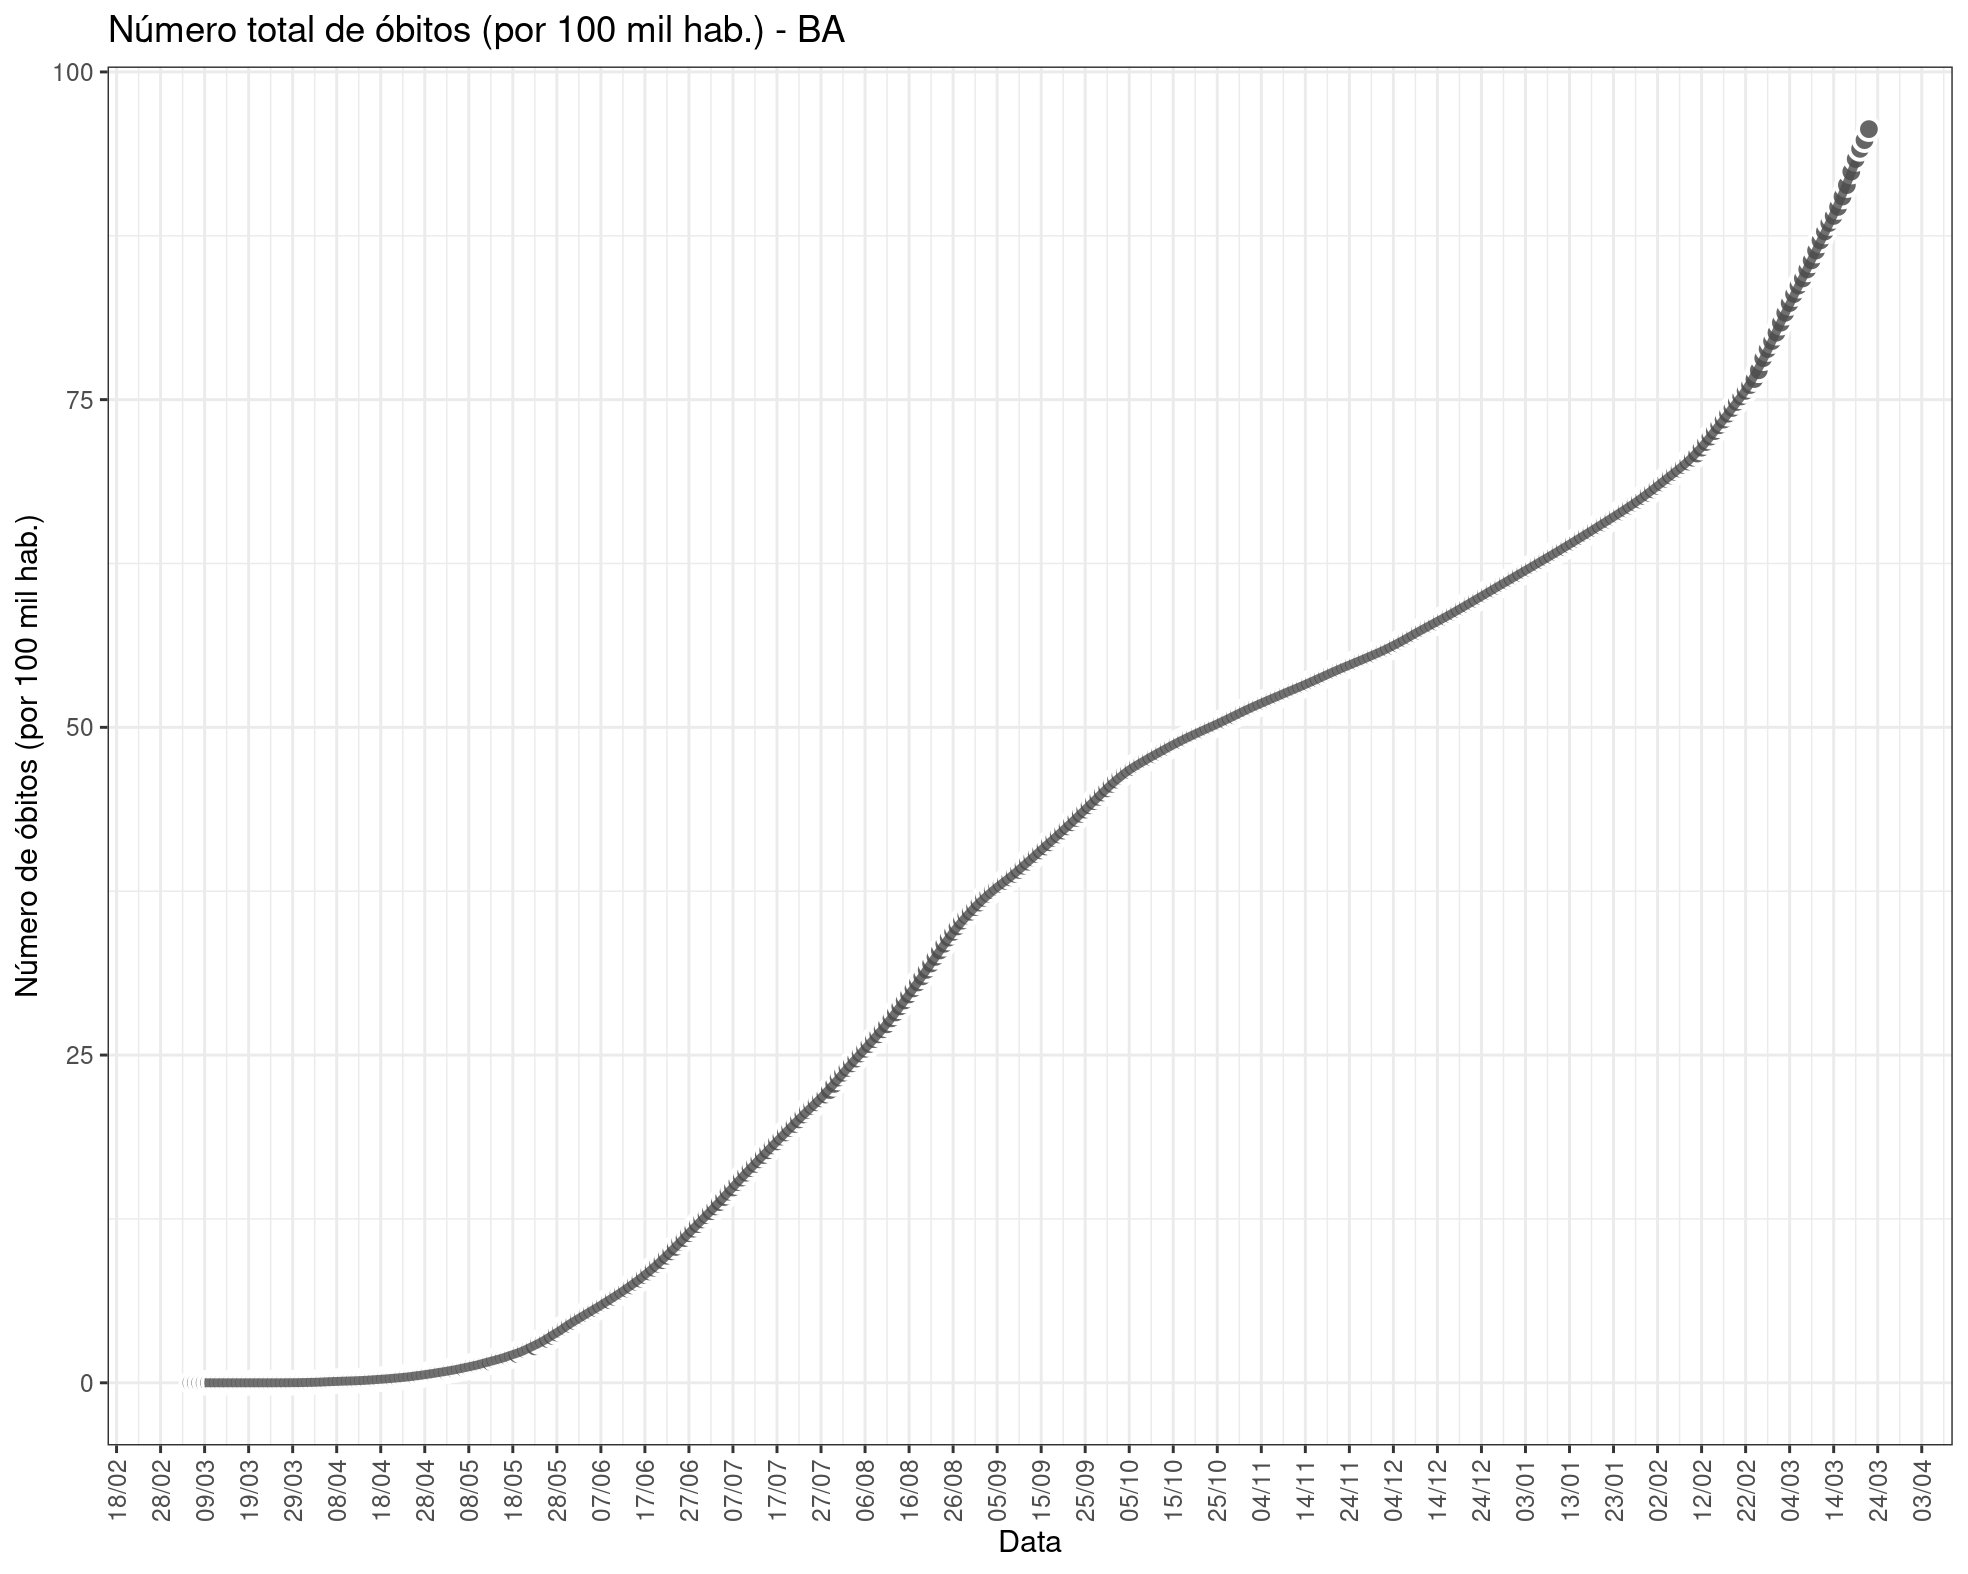 Número total de óbitos (por 100 mil hab.) - BA
Número de óbitos (por 100 mil hab.)
100
75
50
25
0
18/02 28/02 09/03 19/03 29/03 08/04 18/04 28/04 08/05 18/05 28/05 07/06 17/06 27/06 07/07 17/07 27/07 06/08 16/08 26/08 05/09 15/09 25/09 05/10 15/10 25/10 04/11 14/11 24/11 04/12 14/12 24/12 03/01 13/01 23/01 02/02 12/02 22/02 04/03 14/03 24/03 03/04
Data